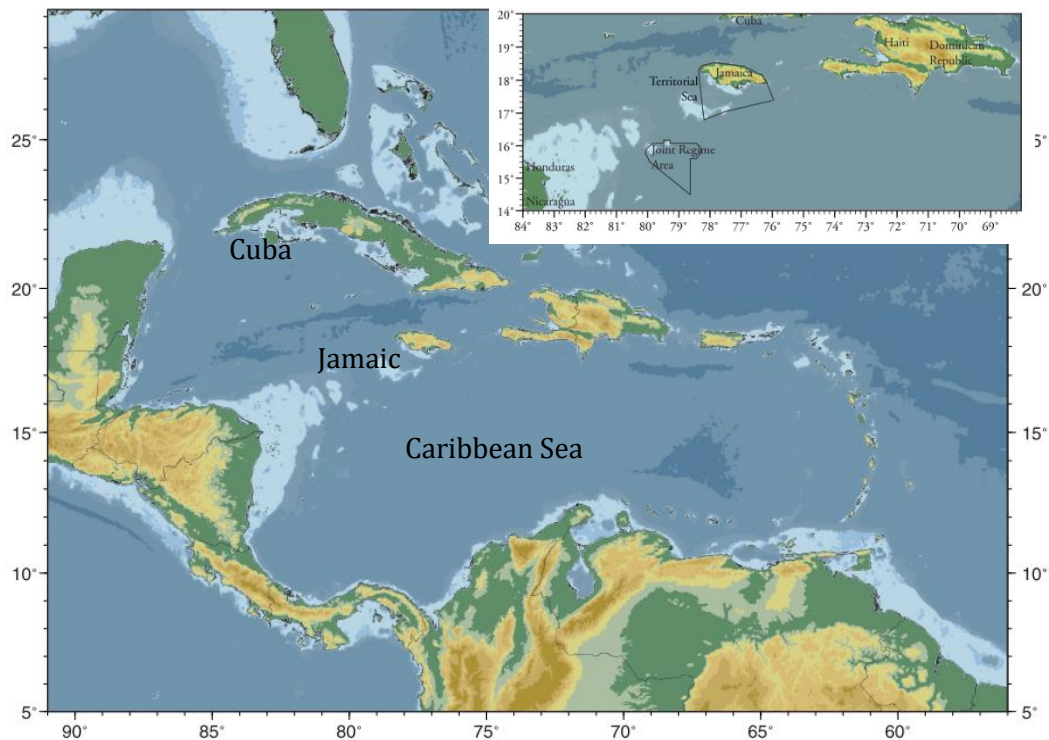 20°
19°
18°
17°
16°
15°
14°
Cuba
Haiti
Dominican
Republic
Jamaica
Territorial
Sea
Joint Regime
Area
Honduras
Nicaragua
84° 83° 82° 81° 80° 79° 78° 77° 76° 75° 74° 73° 72° 71° 70° 69°
25°
5°
Cuba
20°
20°
Jamaic
15°
Caribbean Sea
15°
10°
10°
5°
5°
90° 85° 80° 75° 70° 65° 60°